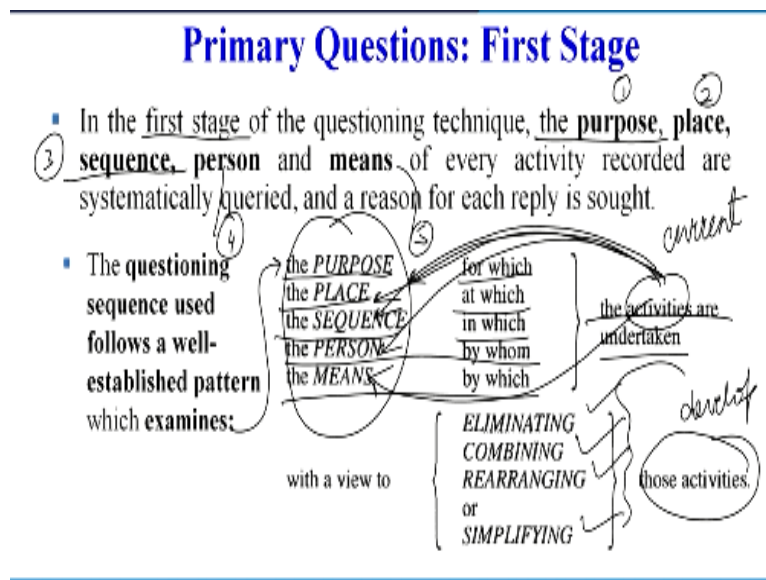 Primary Questions: First Stage
① ②
In the first stage of the questioning technique, the purpose, place,
③ sequence, person and means of every activity recorded are
systematically queried, and a reason for each reply is sought.
④ ⑤ current
The questioning the PURPOSE for which
sequence used the PLACE at which the activities are
follows a well- the SEQUENCE in which undertaken
established pattern the PERSON by whom
which examines: the MEANS by which
develop
ELIMINATING
COMBINING
with a view to REARRANGING those activities.
or
SIMPLIFYING